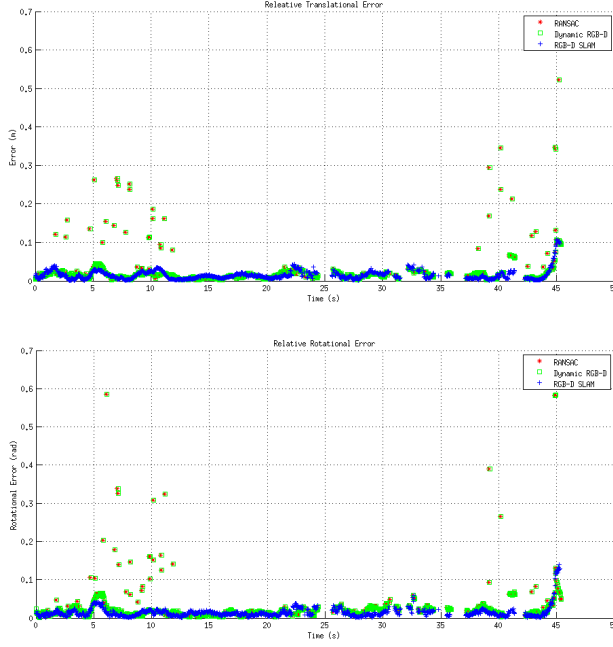 Releative Translational Error
0.7
0.6
0.5
0.4
0.3
0.2
0.1
0
Error (m)
RANSAC
Dynamic RGB-D
RGB-D SLAM
0 5 10 15 20 25 30 35 40 45 5
Time (s)
Relative Rotational Error
0.7
0.6
0.5
0.4
0.3
0.2
0.1
0
Rotational Error (rad)
RANSAC
Dynamic RGB-D
RGB-D SLAM
0 5 10 15 20 25 30 35 40 45 5
Time (s)